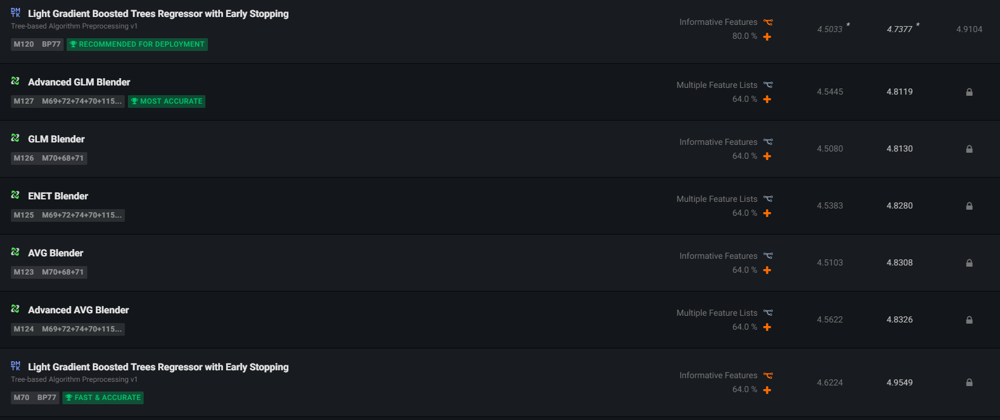 DM
TK
Light Gradient Boosted Trees Regressor with Early Stopping
Tree-based Algorithm Preprocessing v1
M120 BP77 RECOMMENDED FOR DEPLOYMENT
Informative Features
80.0 %
4.5033 * 4.7377 * 4.9104
Advanced GLM Blender
M127 M69+72+74+70+115... MOST ACCURATE
Multiple Feature Lists
64.0 %
4.5445 4.8119
GLM Blender
M126 M70+68+71
Informative Features
64.0 %
4.5080 4.8130
ENET Blender
M125 M69+72+74+70+115...
Multiple Feature Lists
64.0 %
4.5383 4.8280
AVG Blender
M123 M70+68+71
Informative Features
64.0 %
4.5103 4.8308
Advanced AVG Blender
M124 M69+72+74+70+115...
Multiple Feature Lists
64.0 %
4.5622 4.8326
DM
TK
Light Gradient Boosted Trees Regressor with Early Stopping
Tree-based Algorithm Preprocessing v1
M70 BP77 FAST & ACCURATE
Informative Features
64.0 %
4.6224 4.9549